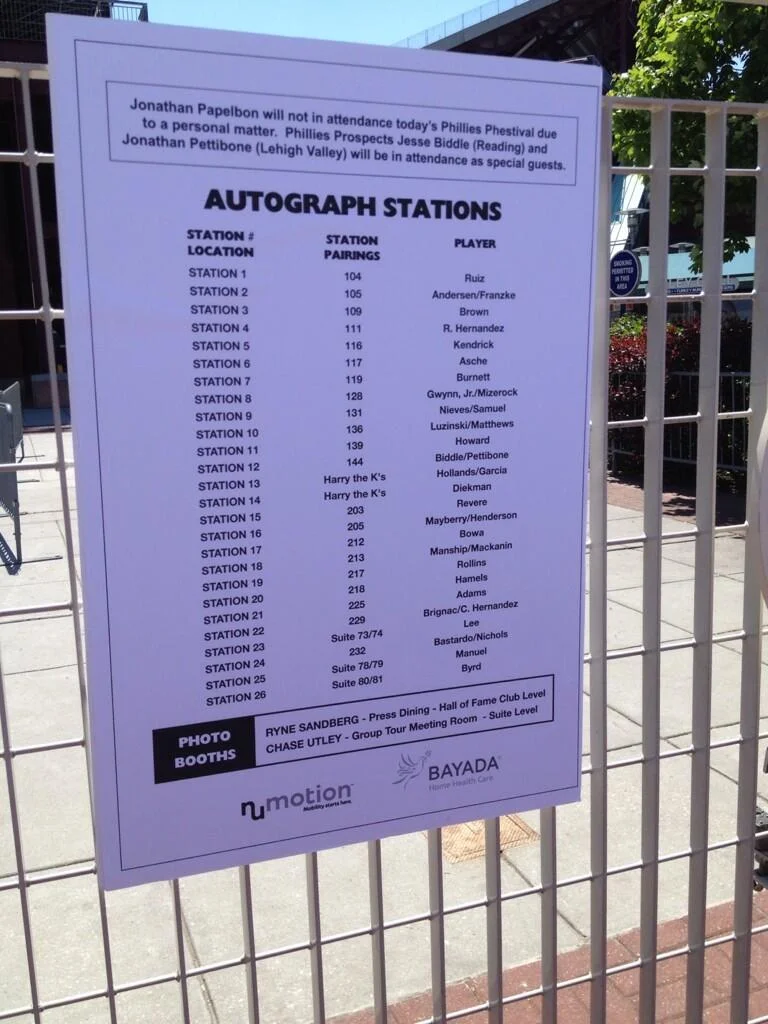 Jonathan Papelbon will not in attendance today's Phillies Phestival due
to a personal matter. Phillies Prospects Jesse Biddle (Reading) and
Jonathan Pettibone (Lehigh Valley) will be in attendance as special guests.
AUTOGRAPH STATIONS
STATION # LOCATION STATION PAIRINGS PLAYER
STATION 1 104 Ruiz
STATION 2 105 Andersen/Franzke
STATION 3 109 Brown
STATION 4 111 R. Hernandez
STATION 5 116 Kendrick
STATION 6 117 Asche
STATION 7 119 Burnett
STATION 8 128 Gwynn, Jr./Mizerock
STATION 9 131 Nieves/Samuel
STATION 10 136 Luzinski/Matthews
STATION 11 139 Howard
STATION 12 144 Biddle/Pettibone
STATION 13 Harry the K's Hollands/Garcia
STATION 14 Harry the K's Diekman
STATION 15 203 Revere
STATION 16 205 Mayberry/Henderson
STATION 17 212 Bowa
STATION 18 213 Manship/Mackanin
STATION 19 217 Rollins
STATION 20 218 Hamels
STATION 21 225 Adams
STATION 22 229 Brignac/C. Hernandez
STATION 23 Suite 73/74 Lee
STATION 24 232 Bastardo/Nichols
STATION 25 Suite 78/79 Manuel
STATION 26 Suite 80/81 Byrd
PHOTO BOOTHS
RYNE SANDBERG - Press Dining - Hall of Fame Club Level
CHASE UTLEY - Group Tour Meeting Room - Suite Level
numotion
Mobility starts here.
BAYADA
Home Health Care
SMOKING
PERMITTED
IN THIS
AREA